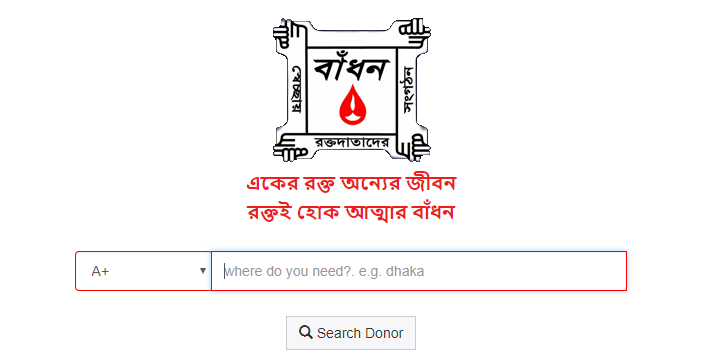 বাঁধন
স্বেচ্ছায়
রক্তদাতাদের
সংগঠন
একের রক্ত অন্যের জীবন
রক্তই হোক আত্মার বাঁধন
A+
where do you need?. e.g. dhaka
Search Donor